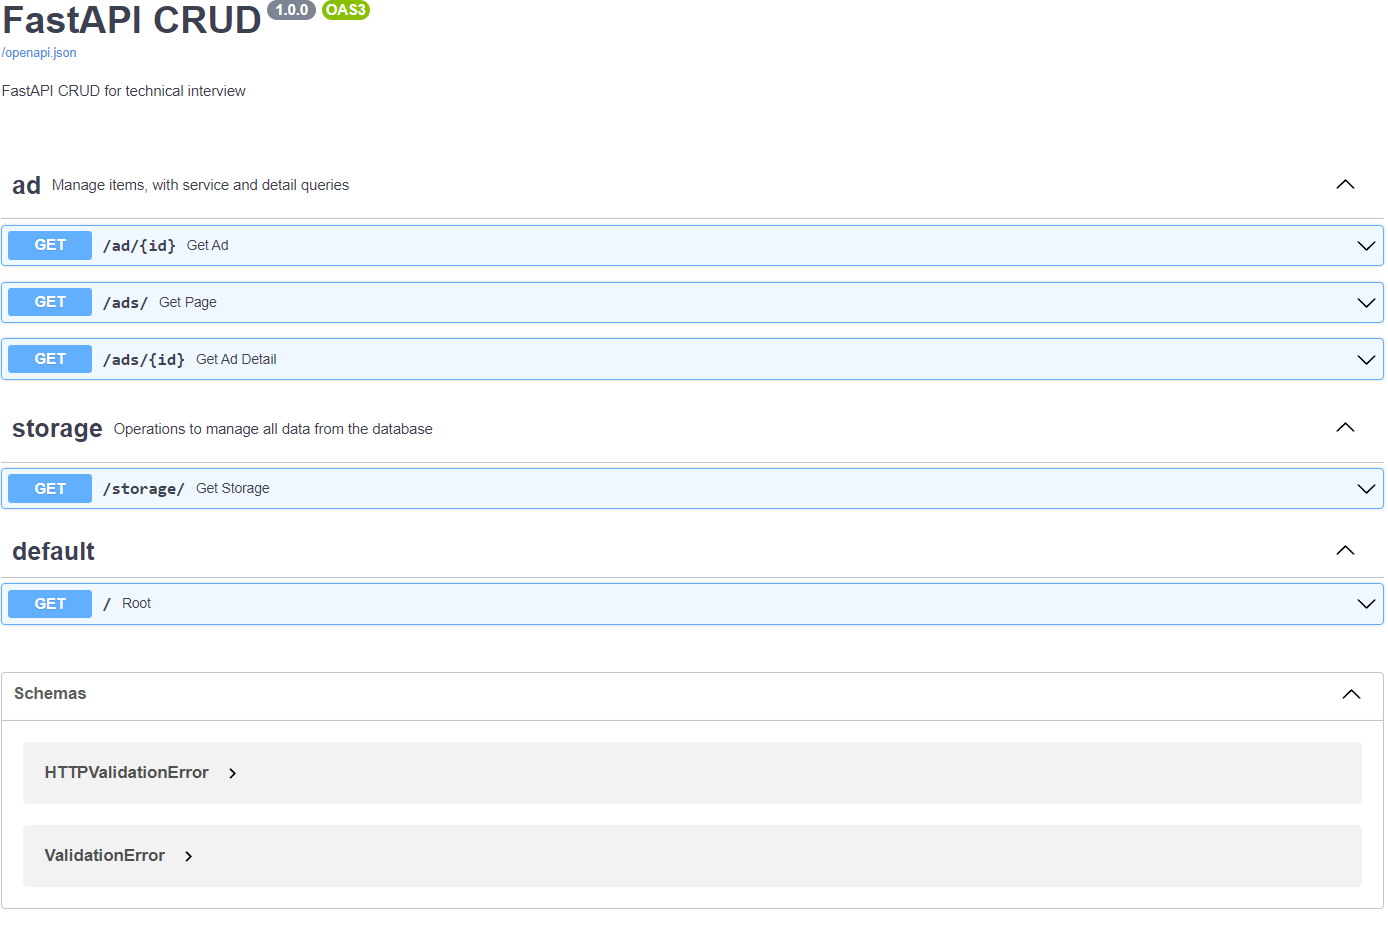 FastAPI CRUD 1.0.0 OAS3
/openapi.json
FastAPI CRUD for technical interview
ad Manage items, with service and detail queries
GET /ad/{id} Get Ad
GET /ads/ Get Page
GET /ads/{id} Get Ad Detail
storage Operations to manage all data from the database
GET /storage/ Get Storage
default
GET / Root
Schemas
HTTPValidationError
ValidationError